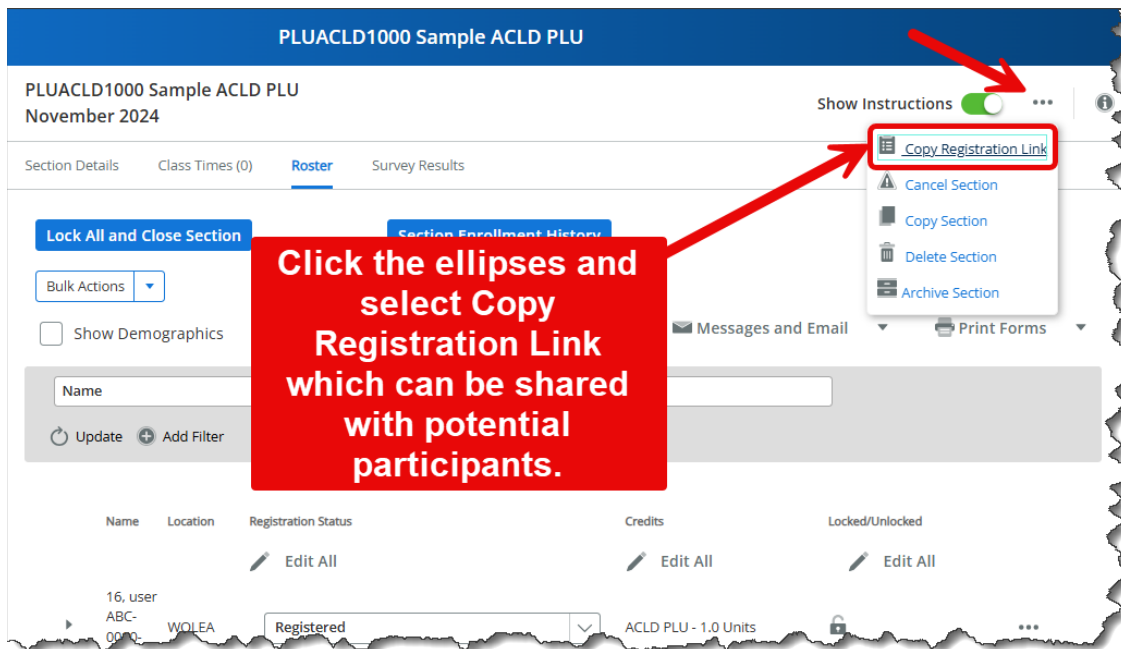 PLUACLD1000 Sample ACLD PLU
PLUACLD1000 Sample ACLD PLU
November 2024
Show Instructions
Copy Registration Link
Cancel Section
Copy Section
Delete Section
Archive Section
Section Details Class Times (0) Roster Survey Results
Lock All and Close Section Section Enrollment History
Bulk Actions
Show Demographics Messages and Email Print Forms
Click the ellipses and
select Copy
Registration Link
which can be shared
with potential
participants.
Name
Update Add Filter
Name Location Registration Status Credits Locked/Unlocked
Edit All Edit All Edit All
16, user
ABC-
WOLEA Registered ACLD PLU - 1.0 Units